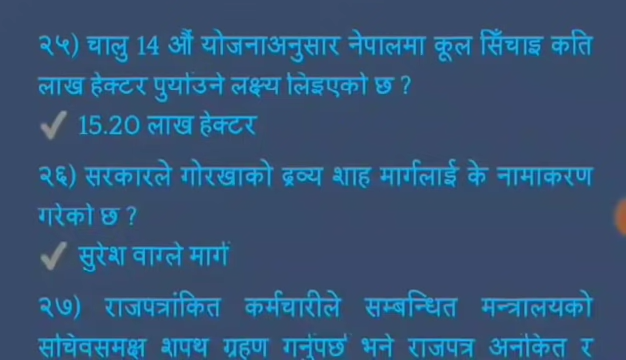 २५) चालु 14 औं योजनाअनुसार नेपालमा कूल सिँचाइ कति
लाख हेक्टर पुर्याउने लक्ष्य लिइएको छ ?
15.20 लाख हेक्टर
२६) सरकारले गोरखाको द्रव्य शाह मार्गलाई के नामाकरण
गरेको छ ?
सुरेश वाग्ले मार्ग
२७) राजपत्रांकित कर्मचारीले सम्बन्धित मन्त्रालयको
सचिवसमक्ष शपथ ग्रहण गर्नुपर्छ भने राजपत्र अनंकित र